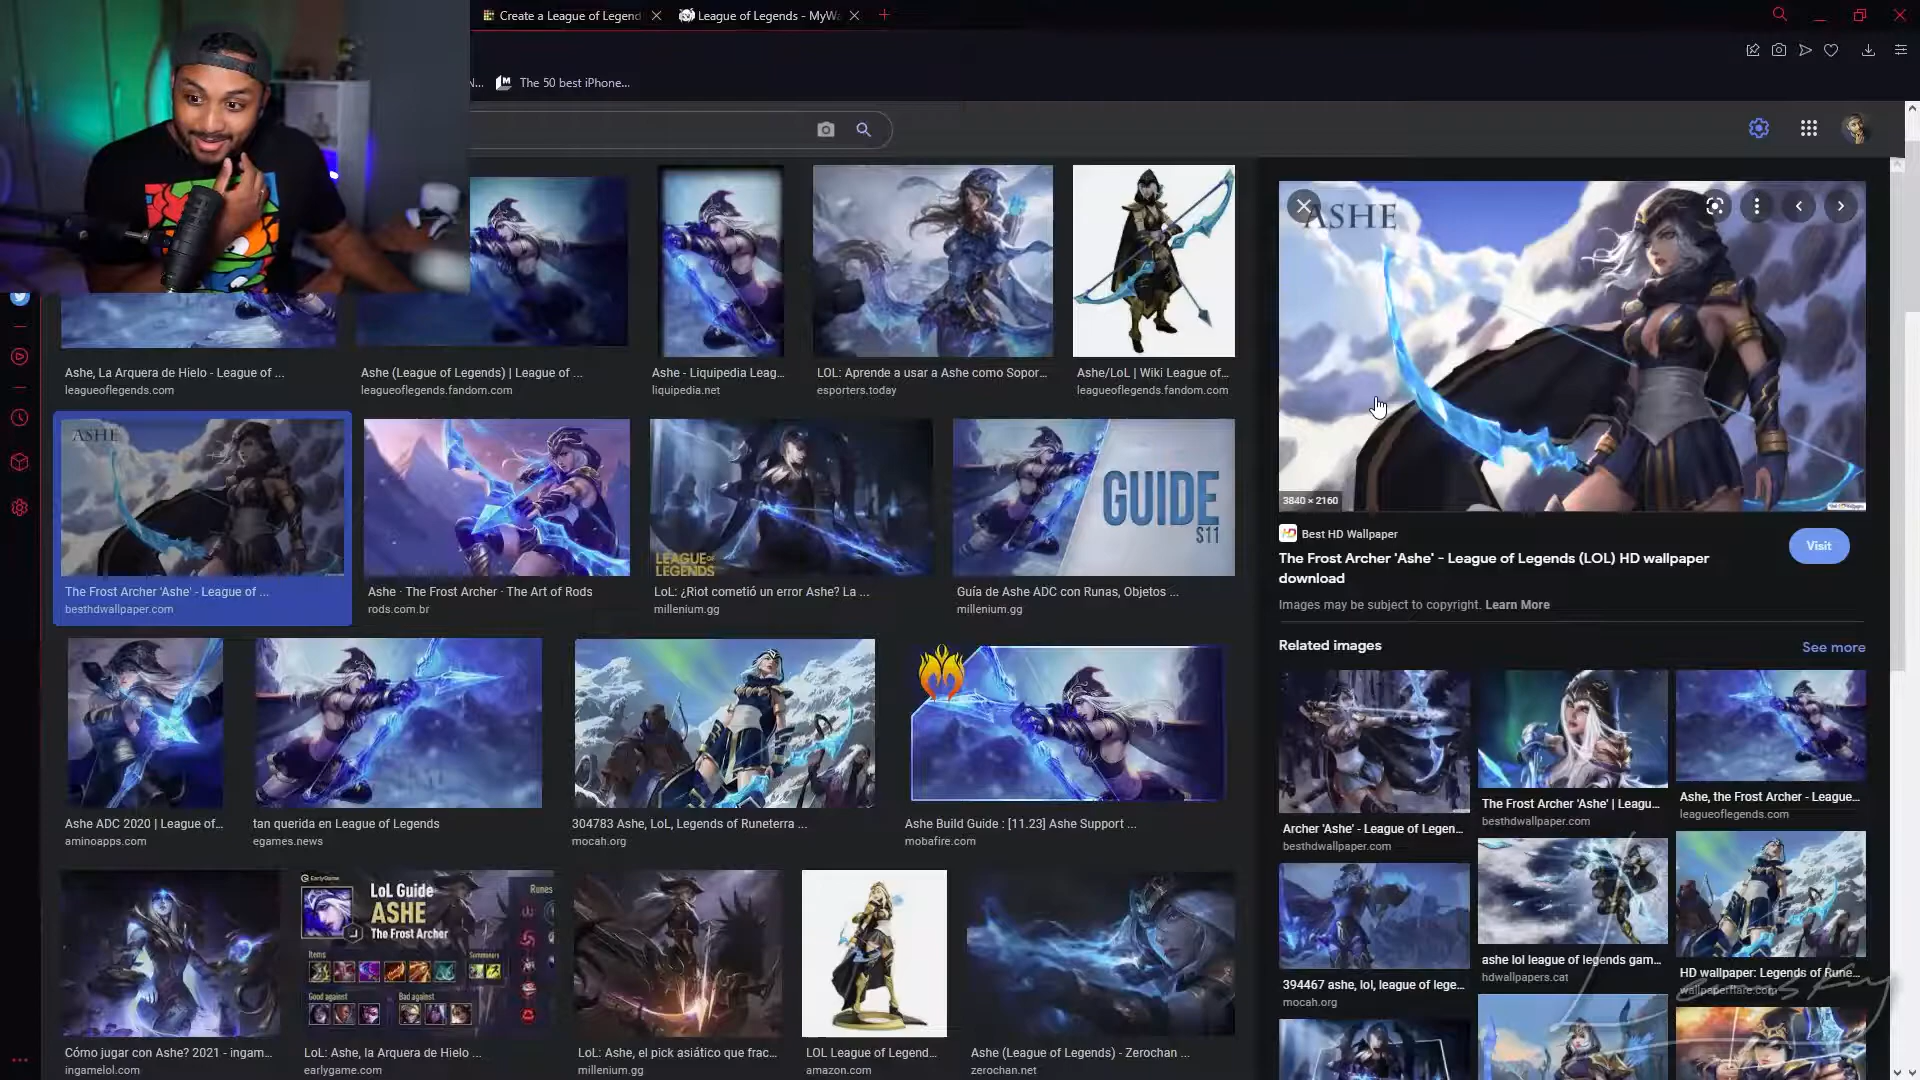 Create a League of Legend
League of Legends - MyWa
N...
The 50 best iPhone...
Ashe, La Arquera de Hielo - League of ...
leagueoflegends.com
Ashe (League of Legends) | League of ...
leagueoflegends.fandom.com
Ashe - Liquipedia Leag...
liquipedia.net
LOL: Aprende a usar a Ashe como Sopor...
esporters.today
Ashe/LoL | Wiki League of...
leagueoflegends.fandom.com
ASHE
The Frost Archer 'Ashe' - League of ...
besthdwallpaper.com
Ashe · The Frost Archer · The Art of Rods
rods.com.br
LEAGUE OF
LEGENDS
LoL: ¿Riot cometió un error Ashe? La ...
millenium.gg
GUIDE
S11
Guía de Ashe ADC con Runas, Objetos ...
millenium.gg
Ashe ADC 2020 | League of...
aminoapps.com
tan querida en League of Legends
egames.news
304783 Ashe, LoL, Legends of Runeterra ...
mocah.org
Ashe Build Guide : [11.23] Ashe Support ...
mobafire.com
Cómo jugar con Ashe? 2021 - ingam...
ingamelol.com
EarlyGame
LoL Guide
ASHE
The Frost Archer
Runes
Items
Summoners
Good against
Bad against
LoL: Ashe, la Arquera de Hielo ...
earlygame.com
LoL: Ashe, el pick asiático que frac...
millenium.gg
LOL League of Legend...
amazon.com
Ashe (League of Legends) - Zerochan ...
zerochan.net
ASHE
3840 × 2160
HD
Best HD Wallpaper
The Frost Archer 'Ashe' - League of Legends (LOL) HD wallpaper
download
Visit
Images may be subject to copyright. Learn More
Related images
See more
Archer 'Ashe' - League of Legen...
besthdwallpaper.com
The Frost Archer 'Ashe' | Leagu...
besthdwallpaper.com
Ashe, the Frost Archer - League...
leagueoflegends.com
394467 ashe, lol, league of lege...
mocah.org
ashe lol league of legends gam...
hdwallpapers.cat
HD wallpaper: Legends of Rune...
wallpaperflare.com